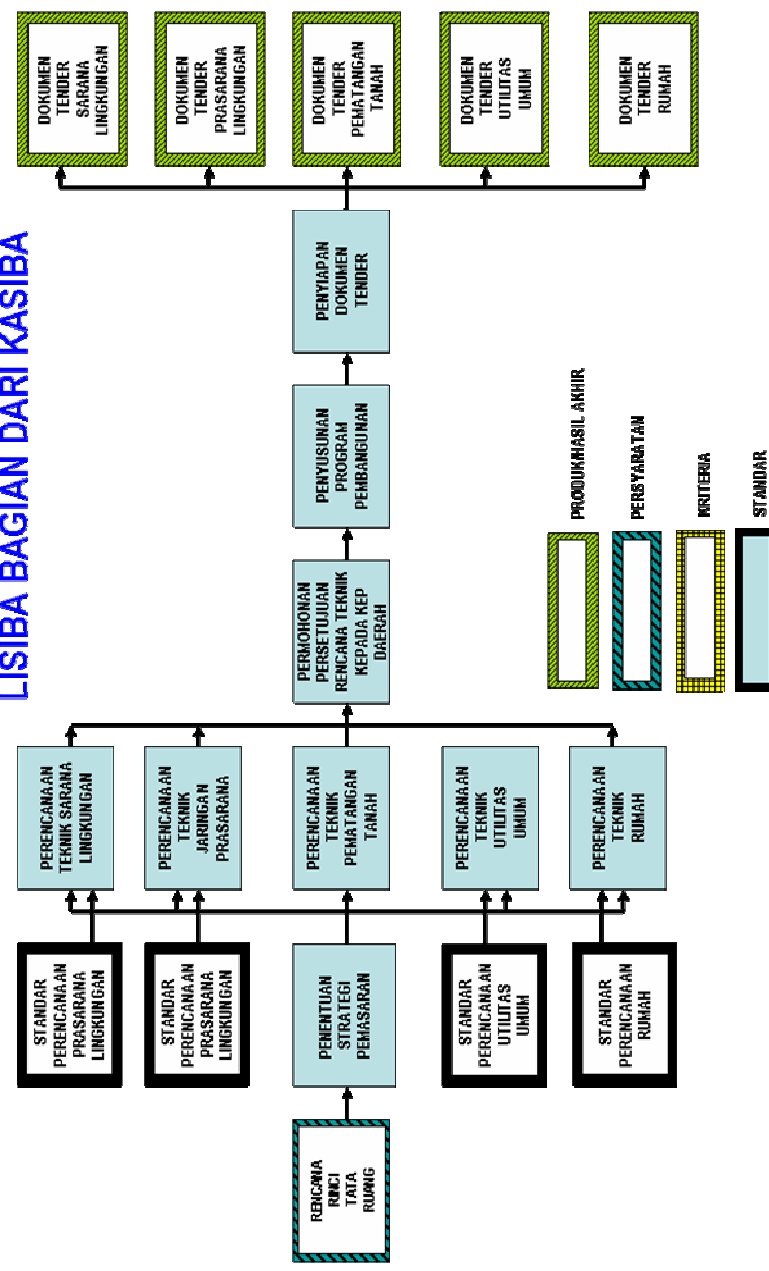 LISIBA BAGIAN DARI KASIBA
RENCANA
RINCI
TATA
RUANG
STANDAR
PERENCANAAN
PRASARANA
LINGKUNGAN
STANDAR
PERENCANAAN
PRASARANA
LINGKUNGAN
PENENTUAN
STRATEGI
PEMASARAN
STANDAR
PERENCANAAN
UTILITAS
UMUM
STANDAR
PERENCANAAN
RUMAH
PERENCANAAN
TEKNIK SARANA
LINGKUNGAN
PERENCANAAN
TEKNIK
JARINGAN
PRASARANA
PERENCANAAN
TEKNIK
PEMATANGAN
TANAH
PERENCANAAN
TEKNIK
UTILITAS
UMUM
PERENCANAAN
TEKNIK
RUMAH
PERMOHONAN
PERSETUJUAN
RENCANA TEKNIK
KEPADA KEP
DAERAH
PENYUSUNAN
PROGRAM
PEMBANGUNAN
PENYIAPAN
DOKUMEN
TENDER
DOKUMEN
TENDER
SARANA
LINGKUNGAN
DOKUMEN
TENDER
PRASARANA
LINGKUNGAN
DOKUMEN
TENDER
PEMATANGAN
TANAH
DOKUMEN
TENDER
UTILITAS
UMUM
DOKUMEN
TENDER
RUMAH
PRODUK/HASIL AKHIR
PERSYARATAN
KRITERIA
STANDAR